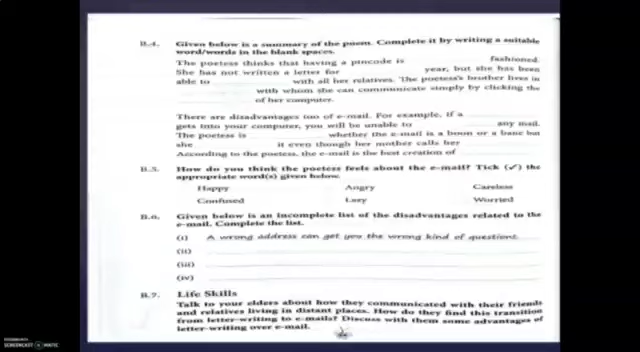 B.4. Given below is a summary of the poem. Complete it by writing a suitable
word/words in the blank spaces.
The poetess thinks that having a pincode is fashioned.
She has not written a letter for year, but she has been
able to with all her relatives. The poetess's brother lives in
with whom she can communicate simply by clicking the
of her computer.
There are disadvantages too of e-mail. For example, if a
gets into your computer, you will be unable to any mail.
The poetess is whether the e-mail is a boon or a bane but
she it even though her mother calls her
According to the poetess, the e-mail is the best creation of
B.5. How do you think the poetess feels about the e-mail? Tick (✓) the
appropriate word(s) given below.
Happy Angry Careless
Confused Lazy Worried
B.6. Given below is an incomplete list of the disadvantages related to the
e-mail. Complete the list.
(i) A wrong address can get you the wrong kind of questions.
(ii)
(iii)
(iv)
B.7. Life Skills
Talk to your elders about how they communicated with their friends
and relatives living in distant places. How do they find this transition
from letter-writing to e-mails? Discuss with them some advantages of
letter-writing over e-mail.
SCREENCAST MATIC